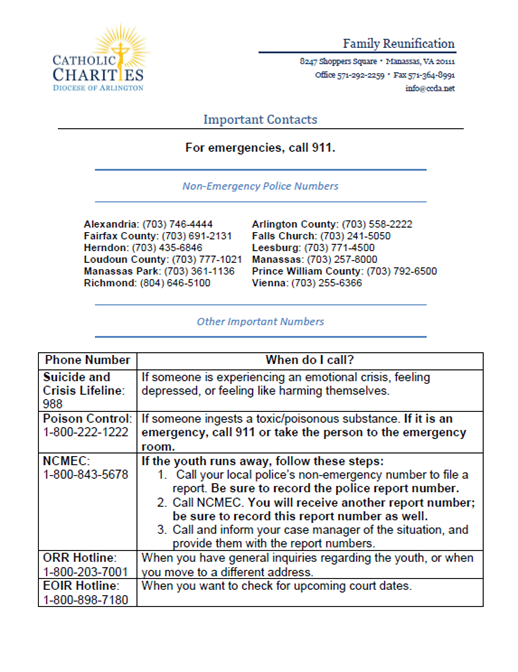 CATHOLIC
CHARITIES
DIOCESE OF ARLINGTON
Family Reunification
8247 Shoppers Square • Manassas, VA 20111
Office 571-292-2259 • Fax 571-364-8991
info@ccda.net
Important Contacts
For emergencies, call 911.
Non-Emergency Police Numbers
Alexandria: (703) 746-4444 Arlington County: (703) 558-2222
Fairfax County: (703) 691-2131 Falls Church: (703) 241-5050
Herndon: (703) 435-6846 Leesburg: (703) 771-4500
Loudoun County: (703) 777-1021 Manassas: (703) 257-8000
Manassas Park: (703) 361-1136 Prince William County: (703) 792-6500
Richmond: (804) 646-5100 Vienna: (703) 255-6366
Other Important Numbers
Phone Number When do I call?
Suicide and If someone is experiencing an emotional crisis, feeling
Crisis Lifeline: depressed, or feeling like harming themselves.
988
Poison Control: If someone ingests a toxic/poisonous substance. If it is an
1-800-222-1222 emergency, call 911 or take the person to the emergency
room.
NCMEC: If the youth runs away, follow these steps:
1-800-843-5678 1. Call your local police's non-emergency number to file a
report. Be sure to record the police report number.
2. Call NCMEC. You will receive another report number;
be sure to record this report number as well.
3. Call and inform your case manager of the situation, and
provide them with the report numbers.
ORR Hotline: When you have general inquiries regarding the youth, or when
1-800-203-7001 you move to a different address.
EOIR Hotline: When you want to check for upcoming court dates.
1-800-898-7180